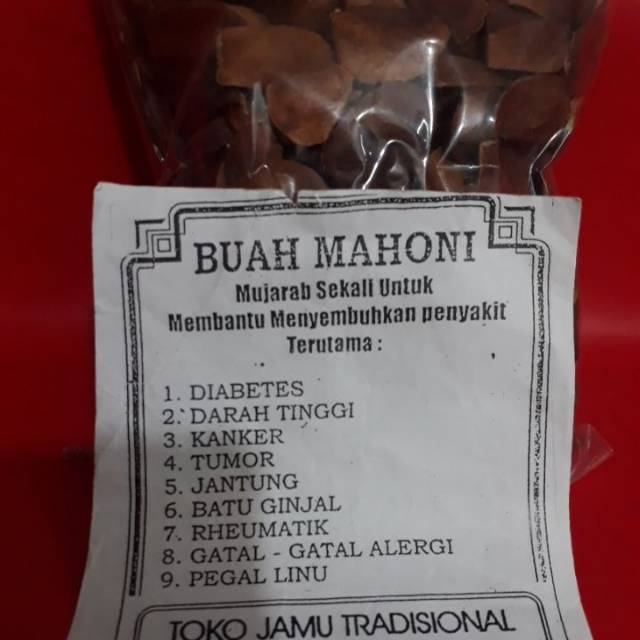 BUAH MAHONI
Mujarab Sekali Untuk
Membantu Menyembuhkan penyakit
Terutama :
1. DIABETES
2. DARAH TINGGI
3. KANKER
4. TUMOR
5. JANTUNG
6. BATU GINJAL
7. RHEUMATIK
8. GATAL - GATAL ALERGI
9. PEGAL LINU
TOKO JAMU TRADISIONAL